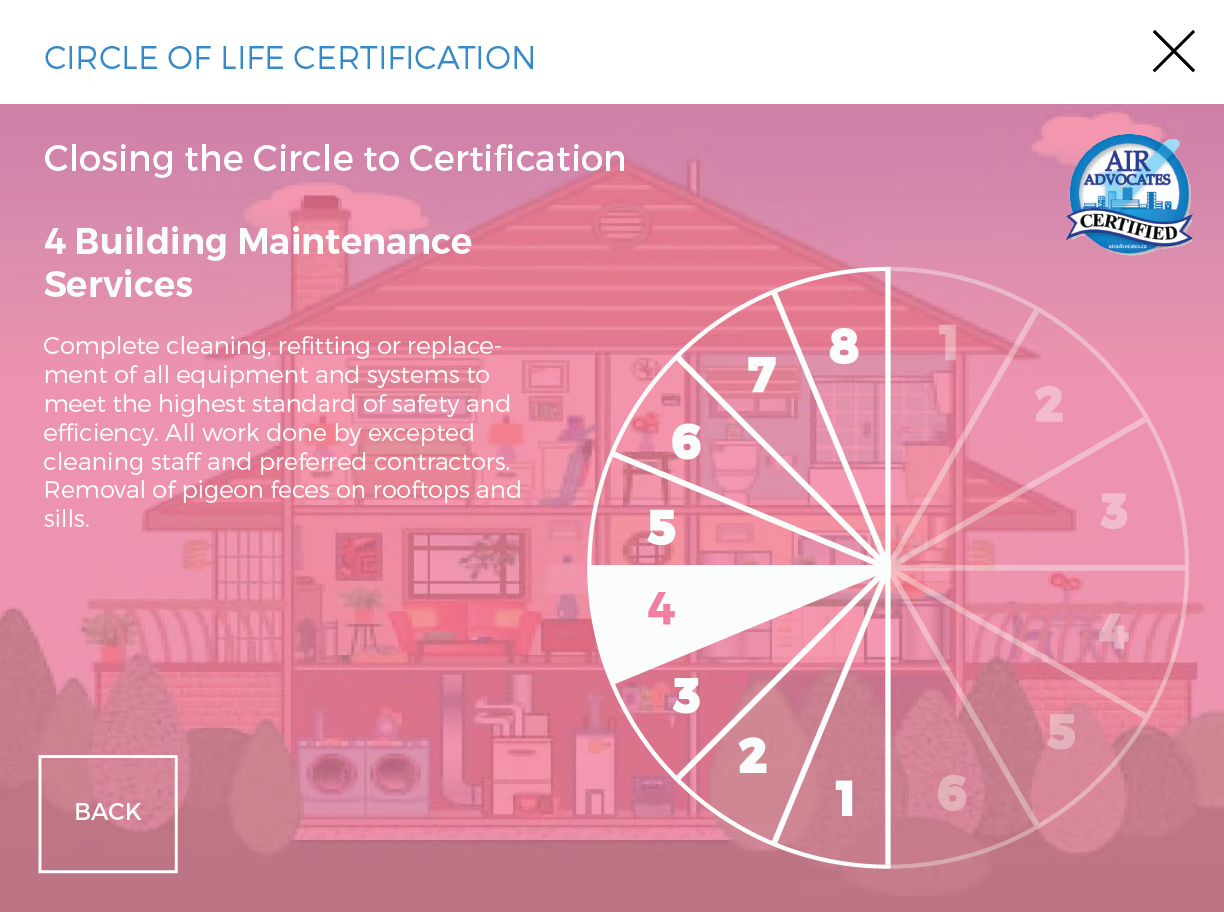 CIRCLE OF LIFE CERTIFICATION
Closing the Circle to Certification
AIR
ADVOCATES
CERTIFIED
airadvocates.ca
4 Building Maintenance
Services
Complete cleaning, refitting or replace-
ment of all equipment and systems to
meet the highest standard of safety and
efficiency. All work done by excepted
cleaning staff and preferred contractors.
Removal of pigeon feces on rooftops and
sills.
8
7
6
5
4
3
2
1
1
2
3
4
5
6
BACK